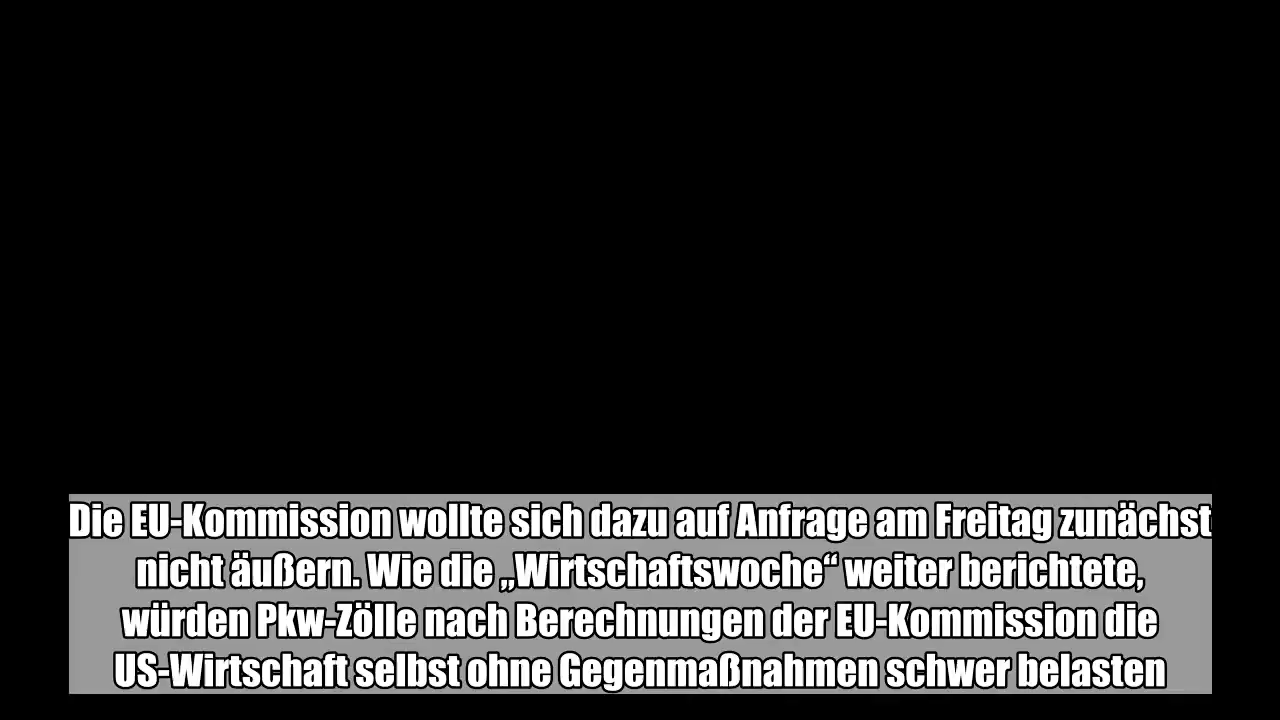 Die EU-Kommission wollte sich dazu auf Anfrage am Freitag zunächst
nicht äußern. Wie die „Wirtschaftswoche“ weiter berichtete,
würden Pkw-Zölle nach Berechnungen der EU-Kommission die
US-Wirtschaft selbst ohne Gegenmaßnahmen schwer belasten